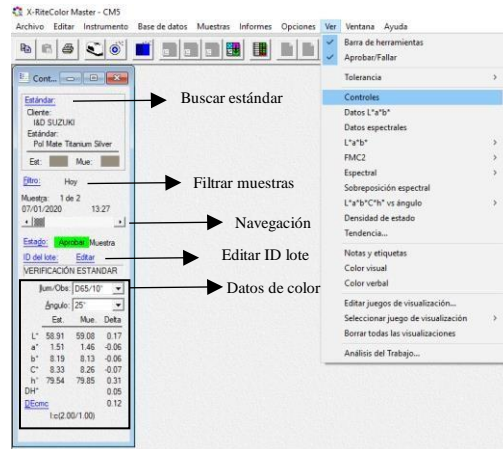 X-RiteColor Master - CM5
Archivo Editar Instrumento Base de datos Muestras Informes Opciones Ver Ventana Ayuda
Cont...
Estándar:
Cliente:
I&D SUZUKI
Estándar:
Pol Mate Titanium Silver
Est: Mue:
Filtro: Hoy
Muestra: 1 de 2
07/01/2020 13:27
Estado: Aprobar Muestra
ID del lote: Editar
VERIFICACIÓN ESTANDAR
Ilum/Obs: D65/10°
Ángulo: 25°
Est. Mue. Delta
L* 58.91 59.08 0.17
a* 1.51 1.46 -0.06
b* 8.19 8.13 -0.06
C* 8.33 8.26 -0.07
h° 79.54 79.85 0.31
DH* 0.05
DEcmc 0.12
l:c(2.00/1.00)
Buscar estándar
Filtrar muestras
Navegación
Editar ID lote
Datos de color
Barra de herramientas
Aprobar/Fallar
Tolerancia
Controles
Datos L*a*b*
Datos espectrales
L*a*b*
FMC2
Espectral
Sobreposición espectral
L*a*b*C*h° vs ángulo
Densidad de estado
Tendencia...
Notas y etiquetas
Color visual
Color verbal
Editar juegos de visualización...
Seleccionar juego de visualización
Borrar todas las visualizaciones
Análisis del Trabajo...